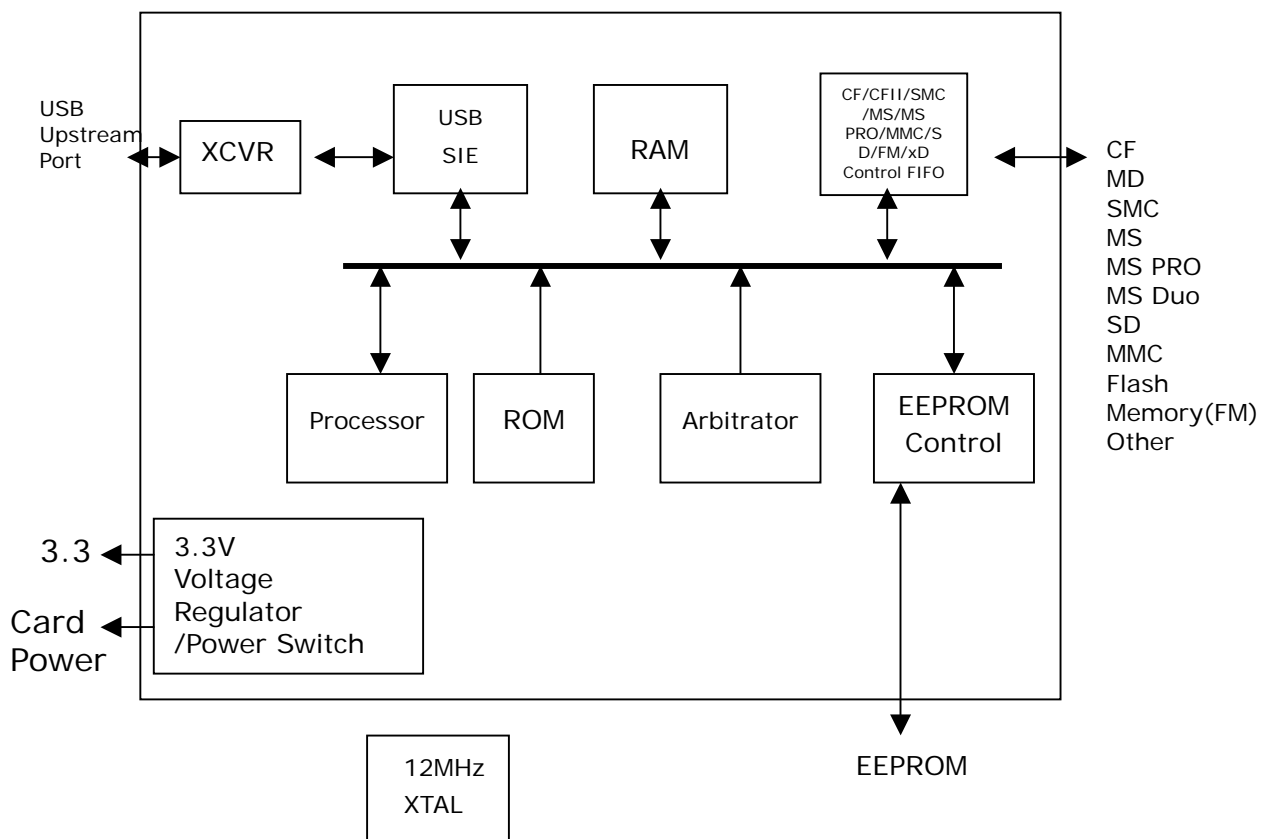 USB
Upstream
Port
XCVR
USB
SIE
RAM
CF/CFII/SMC
/MS/MS
PRO/MMC/S
D/FM/xD
Control FIFO
CF
MD
SMC
MS
MS PRO
MS Duo
SD
MMC
Flash
Memory(FM)
Other
Processor
ROM
Arbitrator
EEPROM
Control
3.3
Card
Power
3.3V
Voltage
Regulator
/Power Switch
12MHz
XTAL
EEPROM